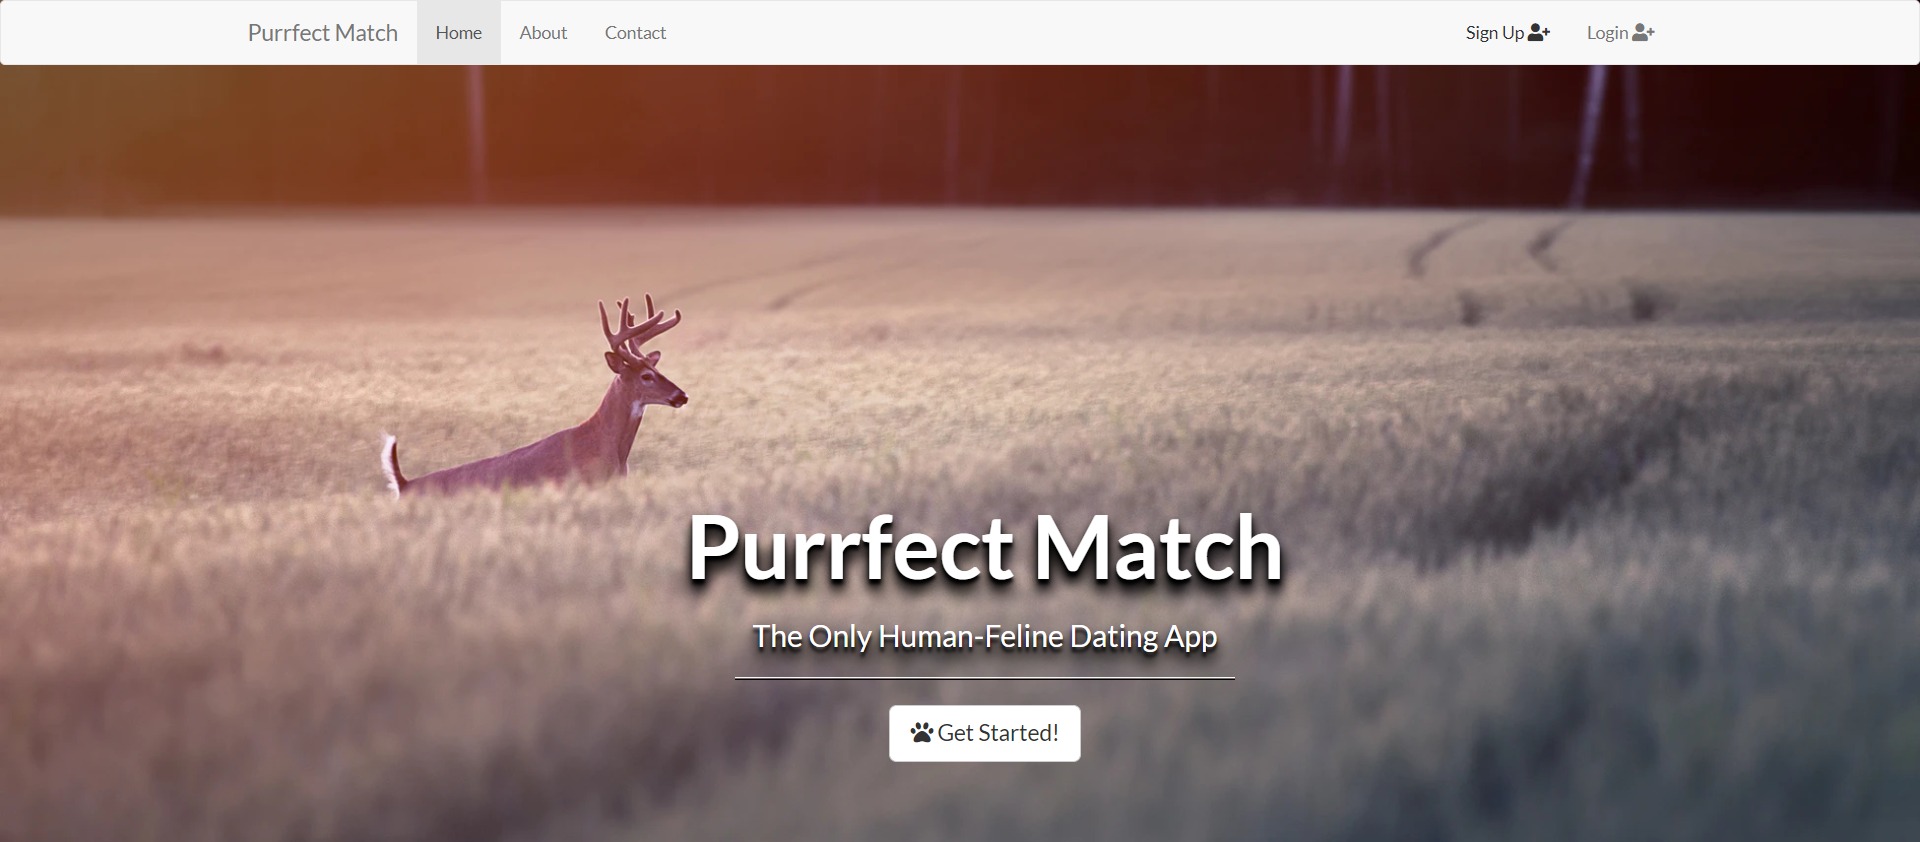 Purrfect Match Home About Contact Sign Up Login
Purrfect Match
The Only Human-Feline Dating App
Get Started!